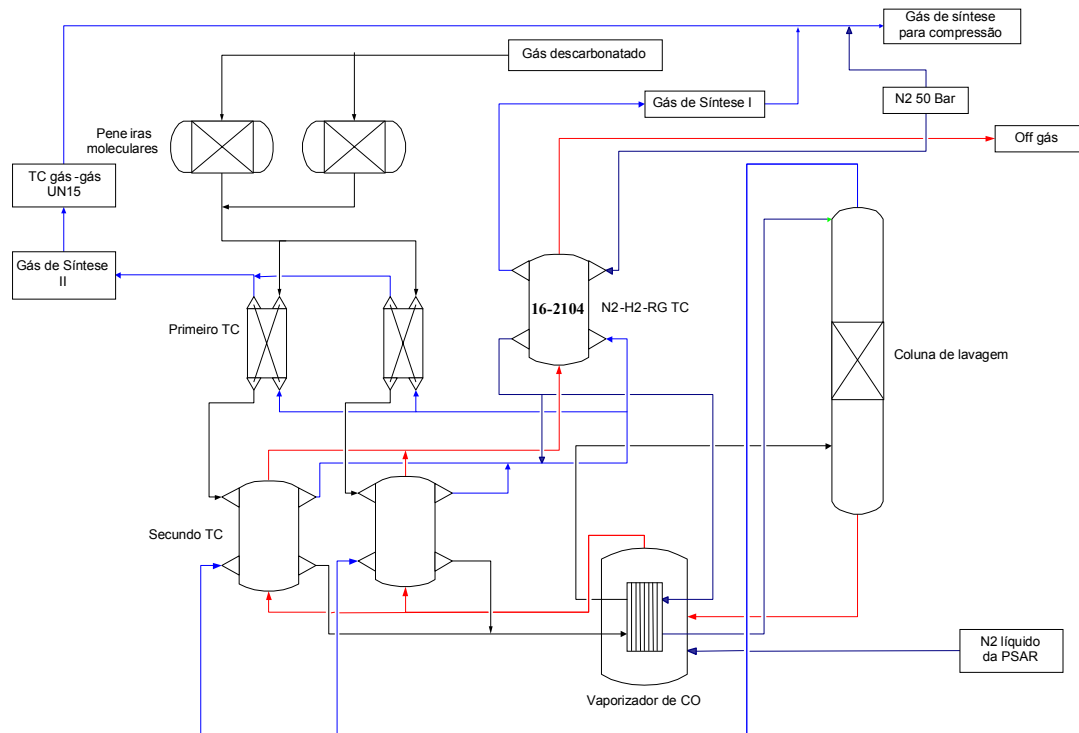 Gás de síntese
para compressão
Gás descarbonatado
Gás de Síntese I
N2 50 Bar
Peneiras
moleculares
Off gás
TC gás -gás
UN15
Gás de Síntese
II
16-2104
N2-H2-RG TC
Primeiro TC
Coluna de lavagem
Secundo TC
N2 líquido
da PSAR
Vaporizador de CO